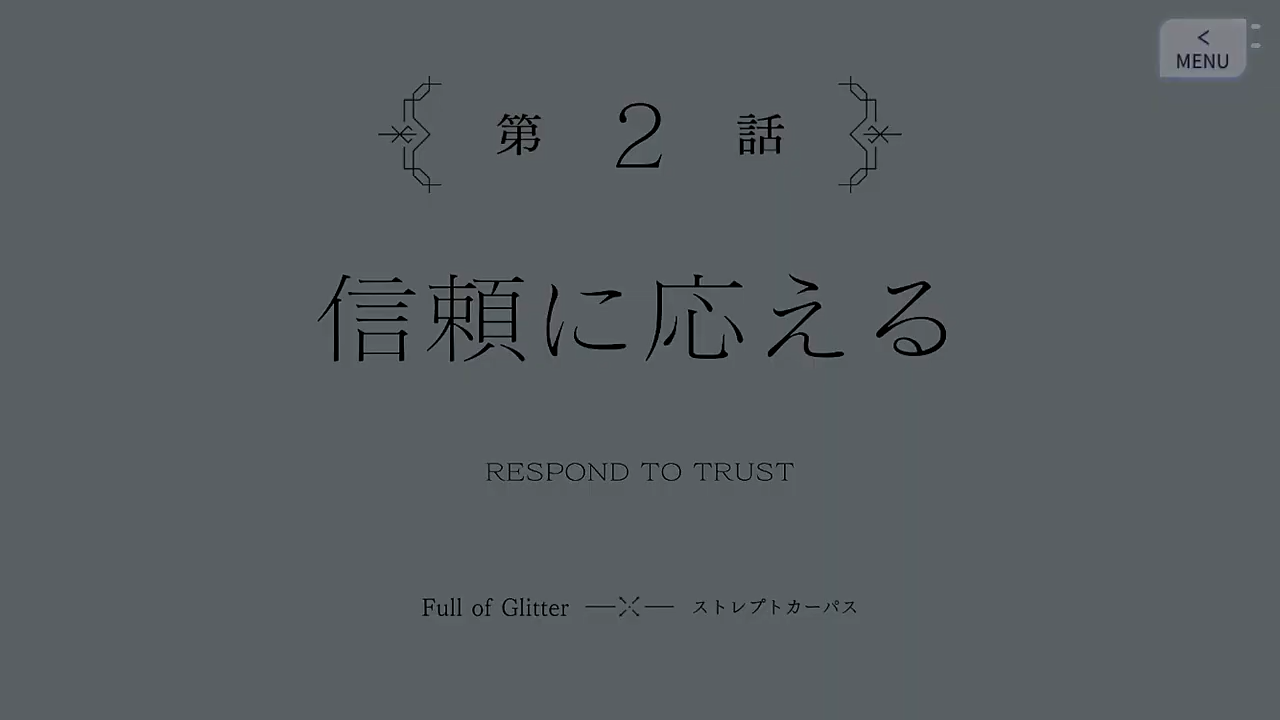 < MENU
第 2 話
信頼に応える
RESPOND TO TRUST
Full of Glitter ストレプトカーパス